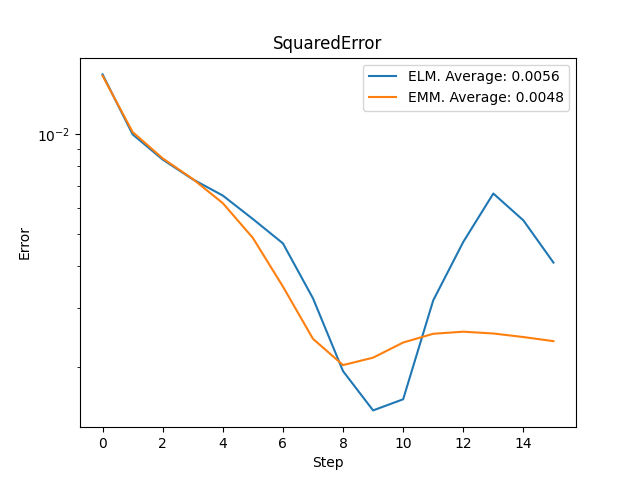 SquaredError
ELM. Average: 0.0056
EMM. Average: 0.0048
10⁻²
Error
0 2 4 6 8 10 12 14
Step